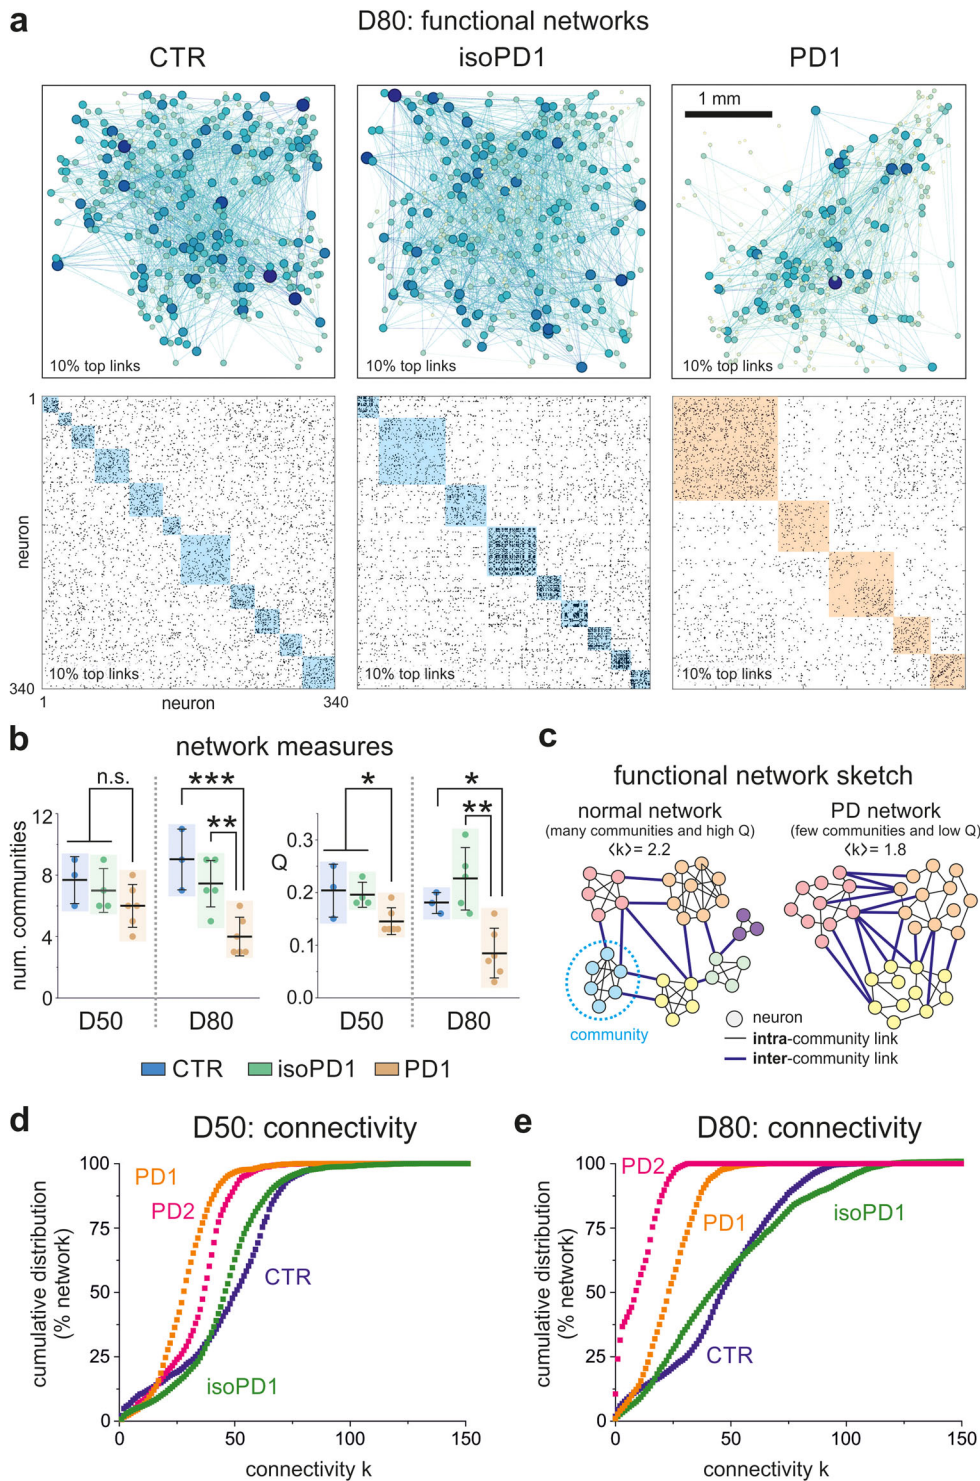 a
D80: functional networks
CTR
isoPD1
PD1
1 mm
10% top links
10% top links
10% top links
1
neuron
340
10% top links
10% top links
10% top links
1
neuron
340
b
network measures
num. communities
12
8
4
0
n.s.
***
**
D50
D80
Q
0.3
0.2
0.1
0.0
*
*
**
D50
D80
CTR
isoPD1
PD1
c
functional network sketch
normal network
(many communities and high Q)
⟨k⟩= 2.2
PD network
(few communities and low Q)
⟨k⟩= 1.8
community
neuron
intra-community link
inter-community link
d
D50: connectivity
cumulative distribution
(% network)
100
75
50
25
0
PD1
PD2
CTR
isoPD1
0
50
100
150
connectivity k
e
D80: connectivity
cumulative distribution
(% network)
100
75
50
25
0
PD2
PD1
isoPD1
CTR
0
50
100
150
connectivity k